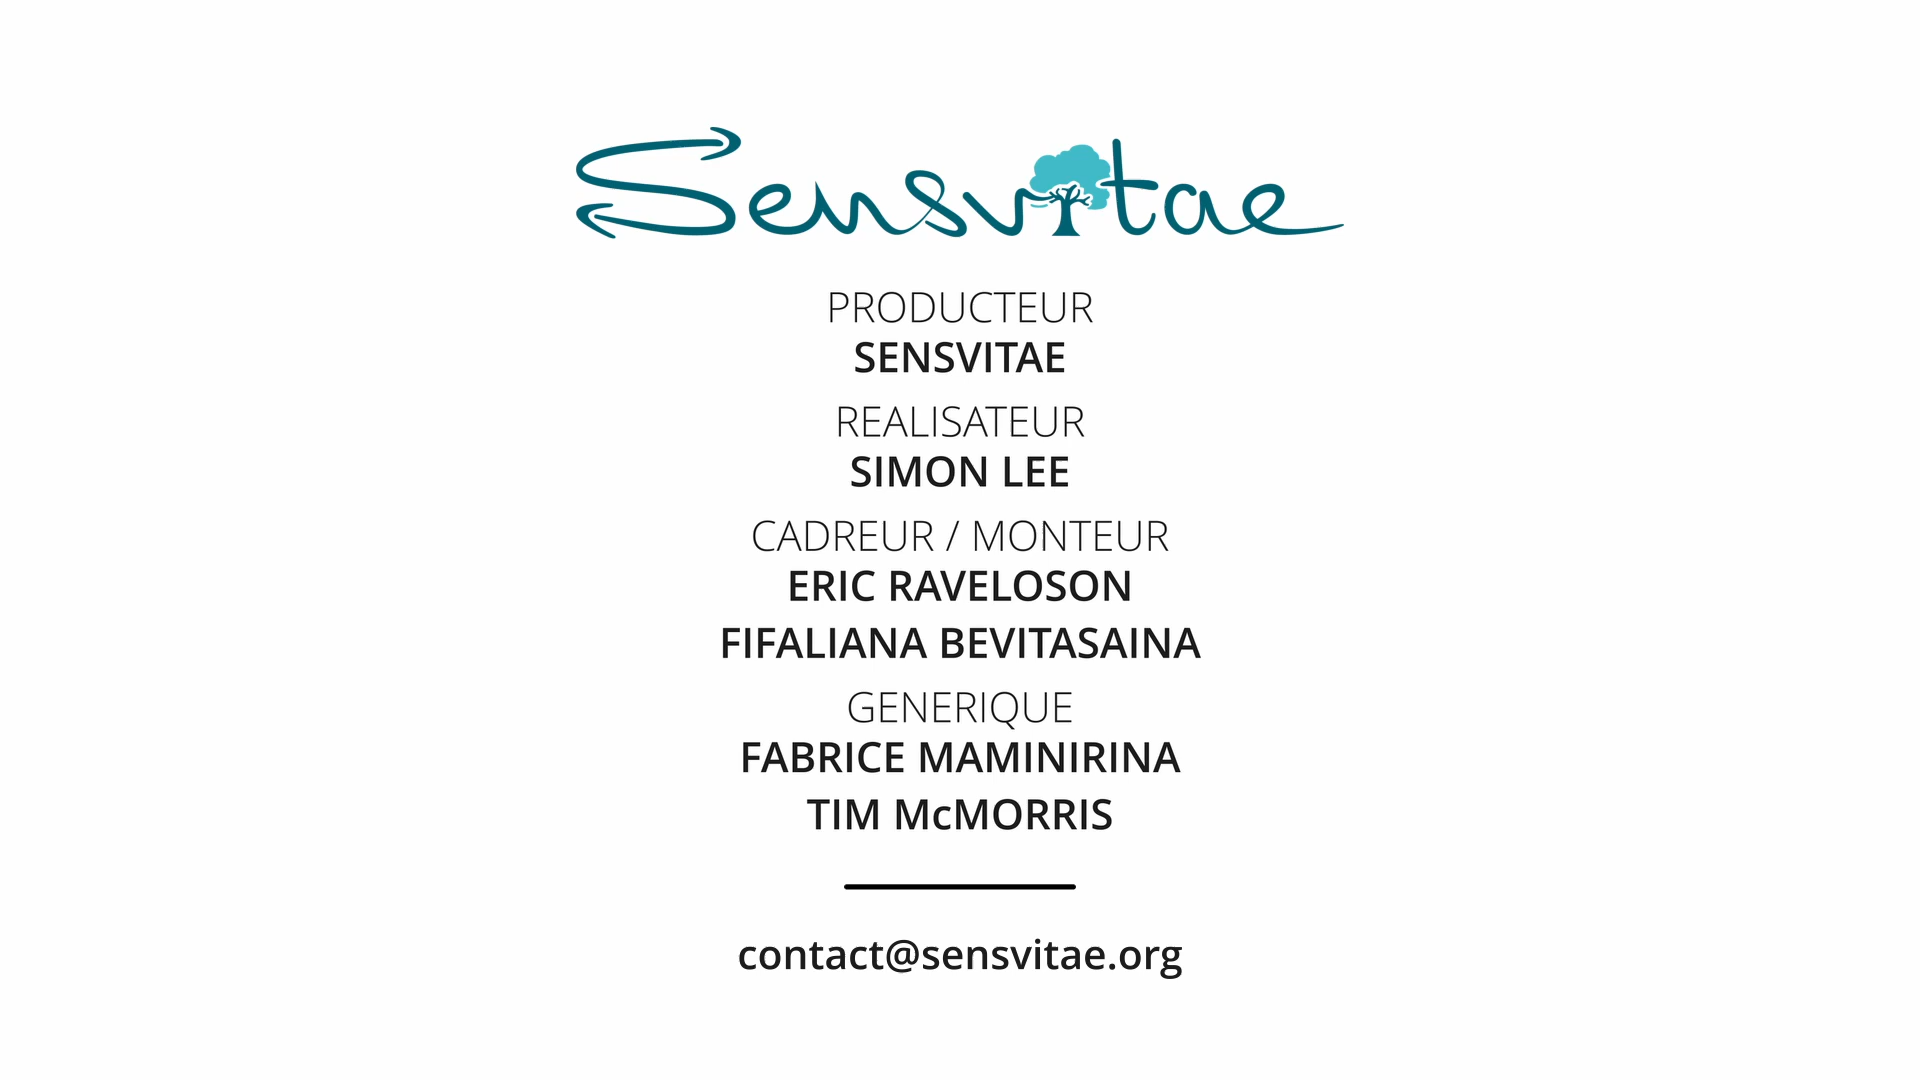 Sensvitae
PRODUCTEUR
SENSVITAE
REALISATEUR
SIMON LEE
CADREUR / MONTEUR
ERIC RAVELOSON
FIFALIANA BEVITASAINA
GENERIQUE
FABRICE MAMINIRINA
TIM McMORRIS
contact@sensvitae.org